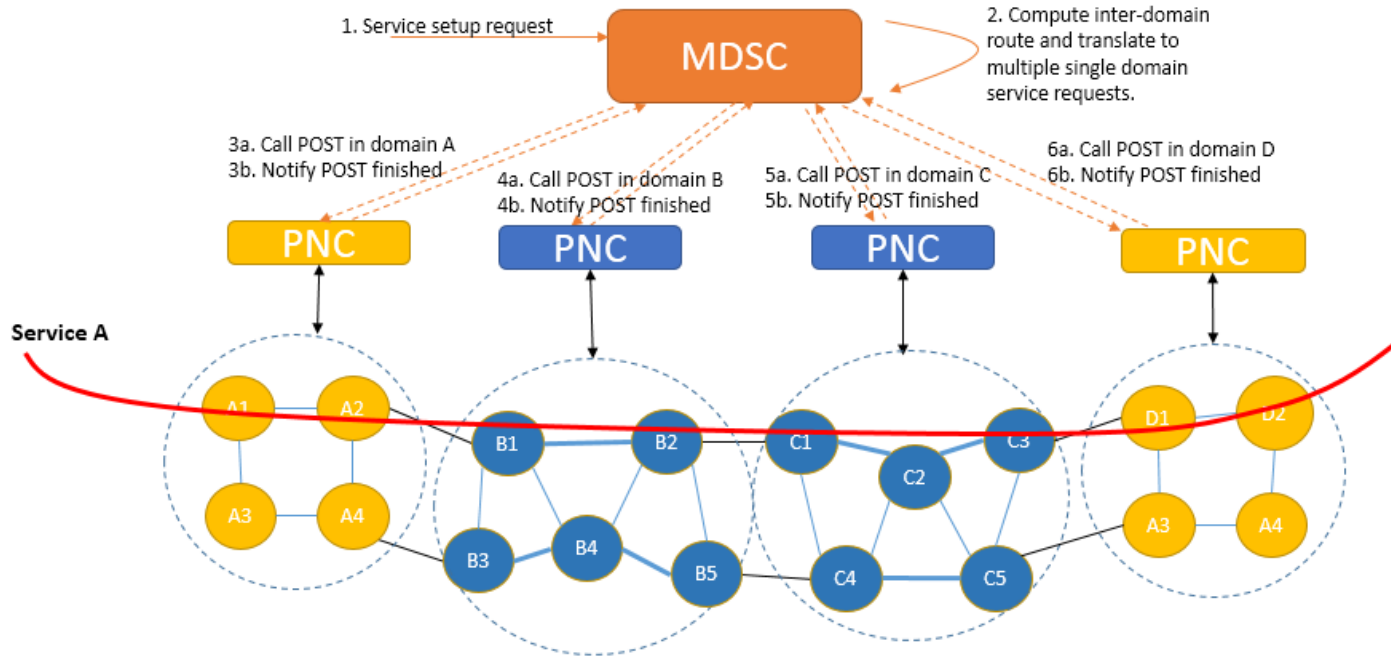 1. Service setup request
MDSC
2. Compute inter-domain
route and translate to
multiple single domain
service requests.
3a. Call POST in domain A
3b. Notify POST finished
4a. Call POST in domain B
4b. Notify POST finished
5a. Call POST in domain C
5b. Notify POST finished
6a. Call POST in domain D
6b. Notify POST finished
PNC
PNC
PNC
PNC
Service A
A1
A2
B1
B2
C1
C2
C3
D1
D2
A3
A4
B3
B4
B5
C4
C5
A3
A4